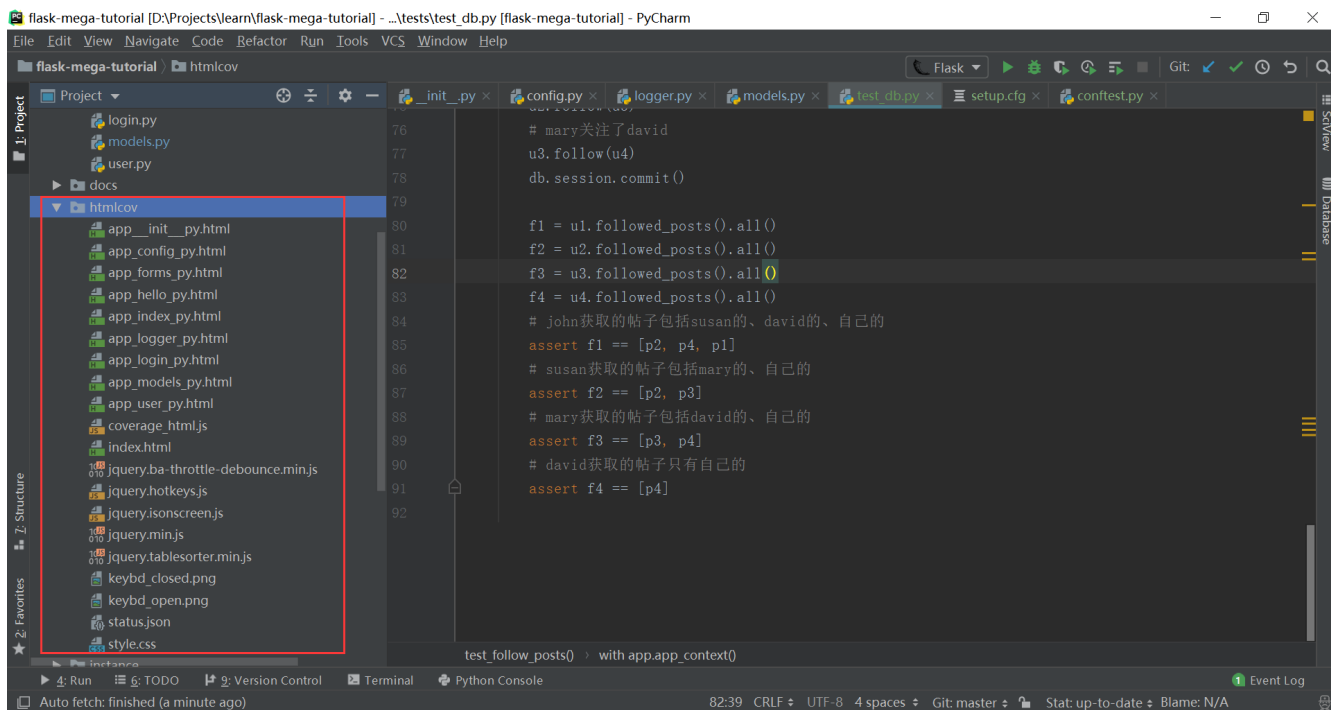 flask-mega-tutorial [D:\Projects\learn\flask-mega-tutorial] - ...\tests\test_db.py [flask-mega-tutorial] - PyCharm
File Edit View Navigate Code Refactor Run Tools VCS Window Help
flask-mega-tutorial htmlcov Flask Git:
Project __init__.py config.py logger.py models.py test_db.py setup.cfg conftest.py
1: Project
login.py
models.py
user.py
docs
htmlcov
app__init__py.html
app_config_py.html
app_forms_py.html
app_hello_py.html
app_index_py.html
app_logger_py.html
app_login_py.html
app_models_py.html
app_user_py.html
coverage_html.js
index.html
jquery.ba-throttle-debounce.min.js
jquery.hotkeys.js
jquery.isonscreen.js
jquery.min.js
jquery.tablesorter.min.js
keybd_closed.png
keybd_open.png
status.json
style.css
instance
7: Structure
2: Favorites
76 # mary关注了david
77 u3.follow(u4)
78 db.session.commit()
79
80 f1 = u1.followed_posts().all()
81 f2 = u2.followed_posts().all()
82 f3 = u3.followed_posts().all()
83 f4 = u4.followed_posts().all()
84 # john获取的帖子包括susan的、david的、自己的
85 assert f1 == [p2, p4, p1]
86 # susan获取的帖子包括mary的、自己的
87 assert f2 == [p2, p3]
88 # mary获取的帖子包括david的、自己的
89 assert f3 == [p3, p4]
90 # david获取的帖子只有自己的
91 assert f4 == [p4]
92
SciView
Database
test_follow_posts() › with app.app_context()
4: Run 6: TODO 9: Version Control Terminal Python Console 1 Event Log
Auto fetch: finished (a minute ago) 82:39 CRLF UTF-8 4 spaces Git: master Stat: up-to-date Blame: N/A